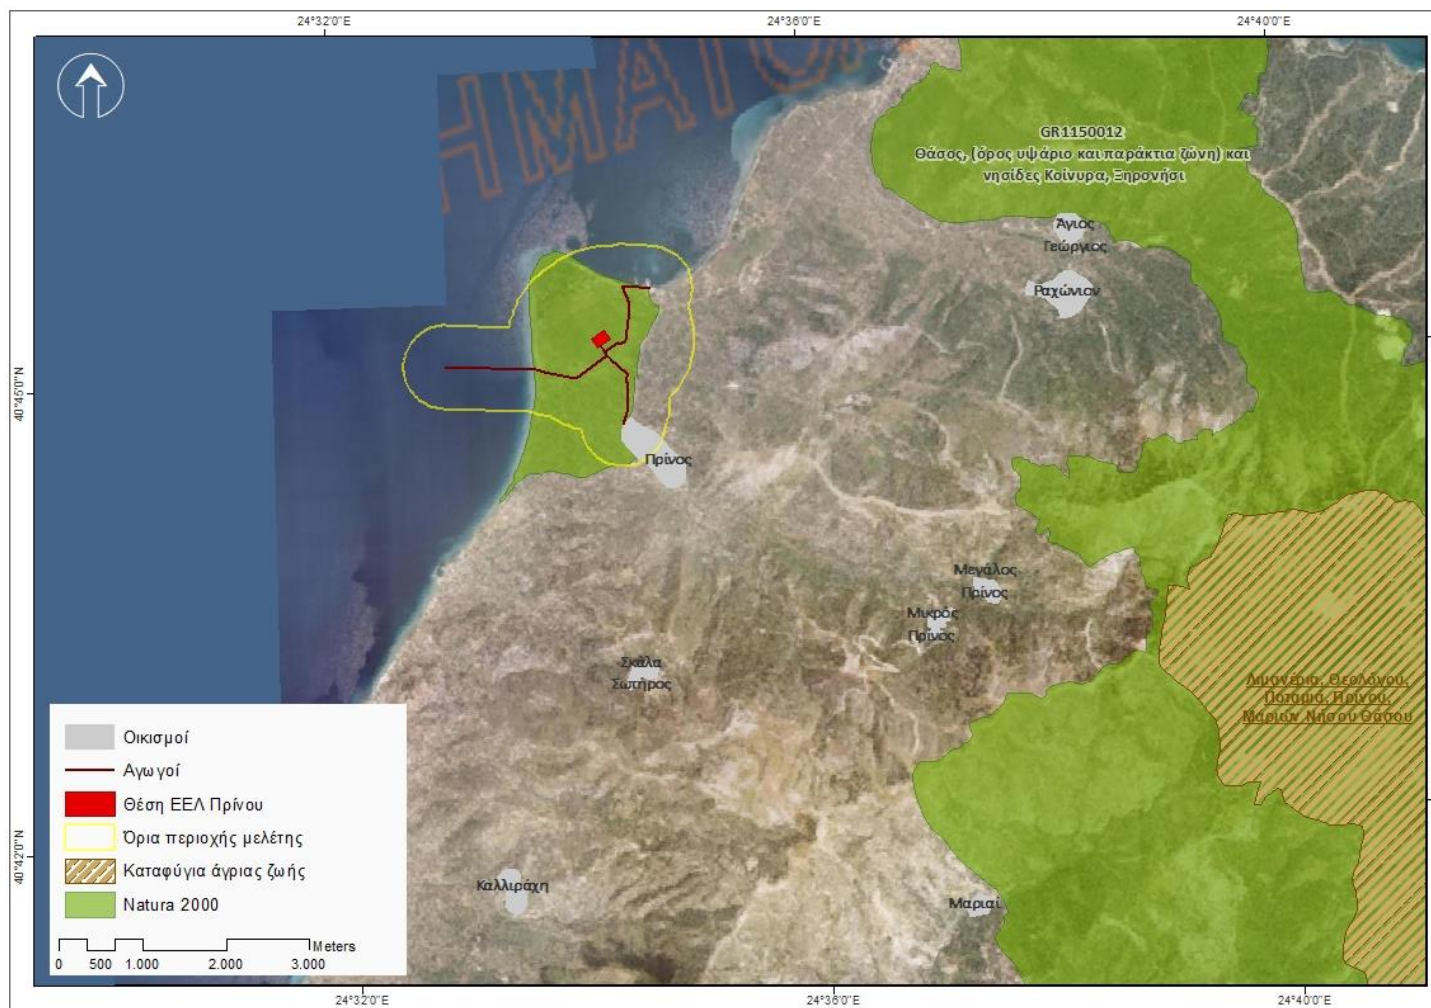 24°32'0"E
24°36'0"E
24°40'0"E
ΗΜΑΤΟΛ
GR1150012
Θάσος, (όρος υψάριο και παράκτια ζώνη) και
νησίδες Κοίνυρα, Ξηρονήσι
Άγιος
Γεώργιος
Ραχώνιον
40°45'0"N
Πρίνος
Μεγάλος
Πρίνος
Μικρός
Πρίνος
Σκάλα
Σωτήρος
Λιμανάρια, Θεολόγου,
Ποταμιά, Πρίνου,
Μαριών Νήσου Θάσου
Οικισμοί
Αγωγοί
Θέση ΕΕΛ Πρίνου
Όρια περιοχής μελέτης
Καταφύγια άγριας ζωής
Natura 2000
Meters
0 500 1.000 2.000 3.000
40°42'0"N
Καλλιράχη
Μαριαί
24°32'0"E
24°36'0"E
24°40'0"E